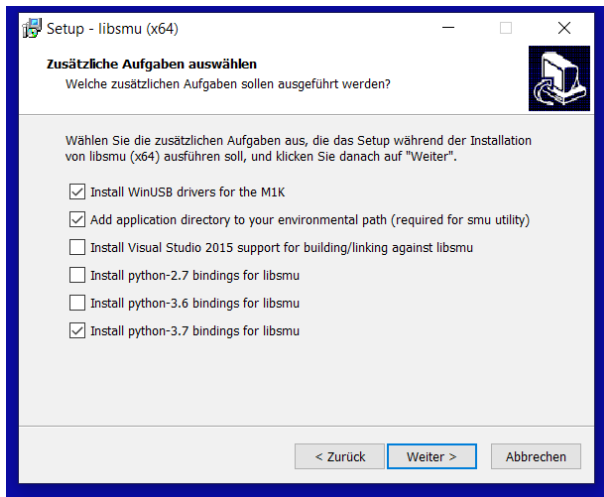 Setup - libsmu (x64)
Zusätzliche Aufgaben auswählen
Welche zusätzlichen Aufgaben sollen ausgeführt werden?
Wählen Sie die zusätzlichen Aufgaben aus, die das Setup während der Installation
von libsmu (x64) ausführen soll, und klicken Sie danach auf "Weiter".
Install WinUSB drivers for the M1K
Add application directory to your environmental path (required for smu utility)
Install Visual Studio 2015 support for building/linking against libsmu
Install python-2.7 bindings for libsmu
Install python-3.6 bindings for libsmu
Install python-3.7 bindings for libsmu
< Zurück Weiter > Abbrechen